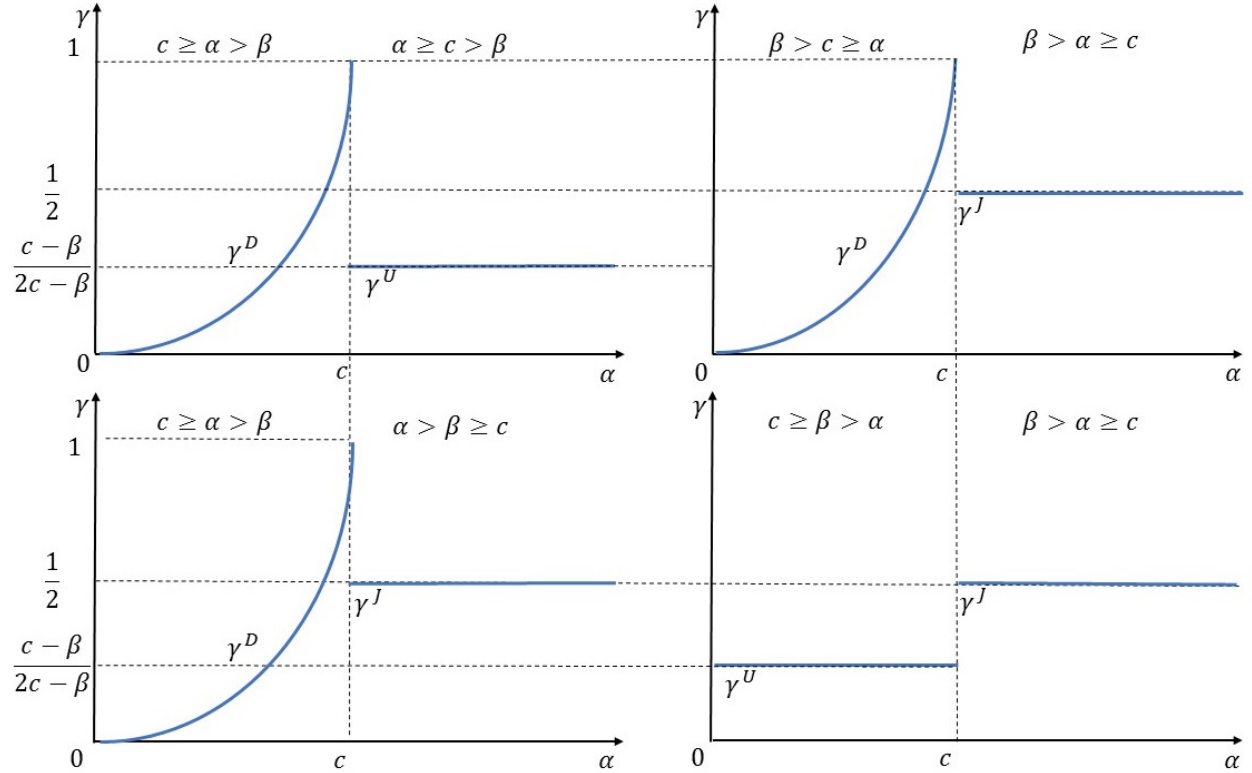 γ
c ≥ α > β
α ≥ c > β
1
1/2
γ^D
(c − β)/(2c − β)
γ^U
0
c
α
γ
β > c ≥ α
β > α ≥ c
γ^D
γ^J
0
c
α
γ
c ≥ α > β
α > β ≥ c
1
1/2
γ^J
γ^D
(c − β)/(2c − β)
0
c
α
γ
c ≥ β > α
β > α ≥ c
γ^J
γ^U
0
c
α